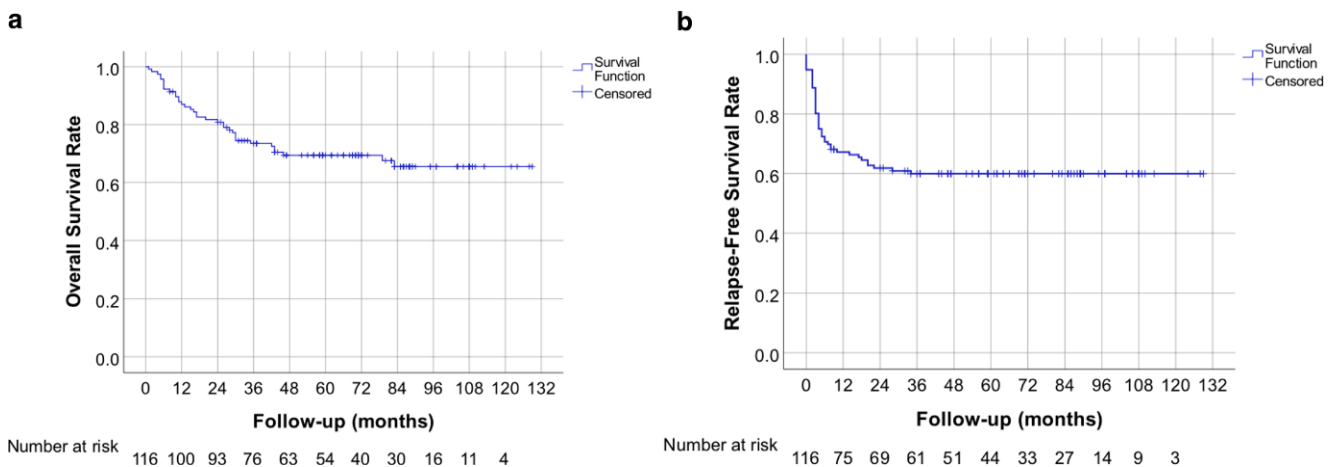 a
Survival
Function
Censored
Overall Survival Rate
1.0
0.8
0.6
0.4
0.2
0.0
0 12 24 36 48 60 72 84 96 108 120 132
Follow-up (months)
Number at risk
116 100 93 76 63 54 40 30 16 11 4
b
Survival
Function
Censored
Relapse-Free Survival Rate
1.0
0.8
0.6
0.4
0.2
0.0
0 12 24 36 48 60 72 84 96 108 120 132
Follow-up (months)
Number at risk
116 75 69 61 51 44 33 27 14 9 3